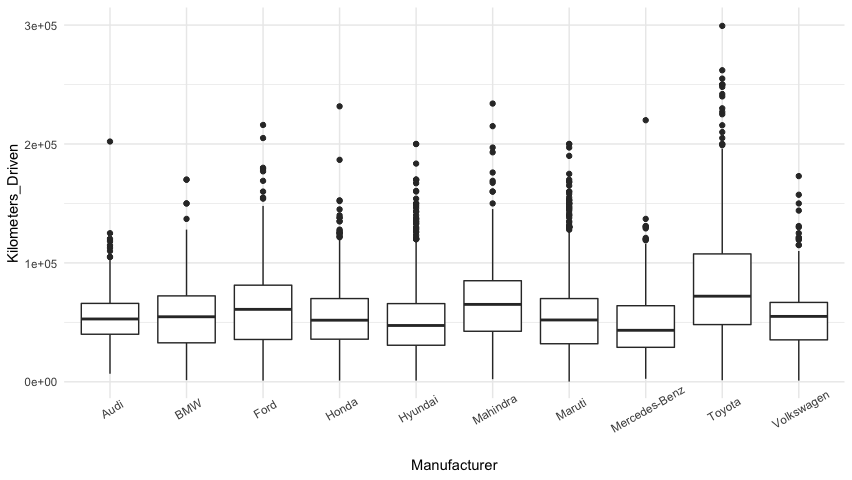 3e+05
2e+05
1e+05
0e+00
Kilometers_Driven
Audi
BMW
Ford
Honda
Hyundai
Mahindra
Maruti
Mercedes-Benz
Toyota
Volkswagen
Manufacturer